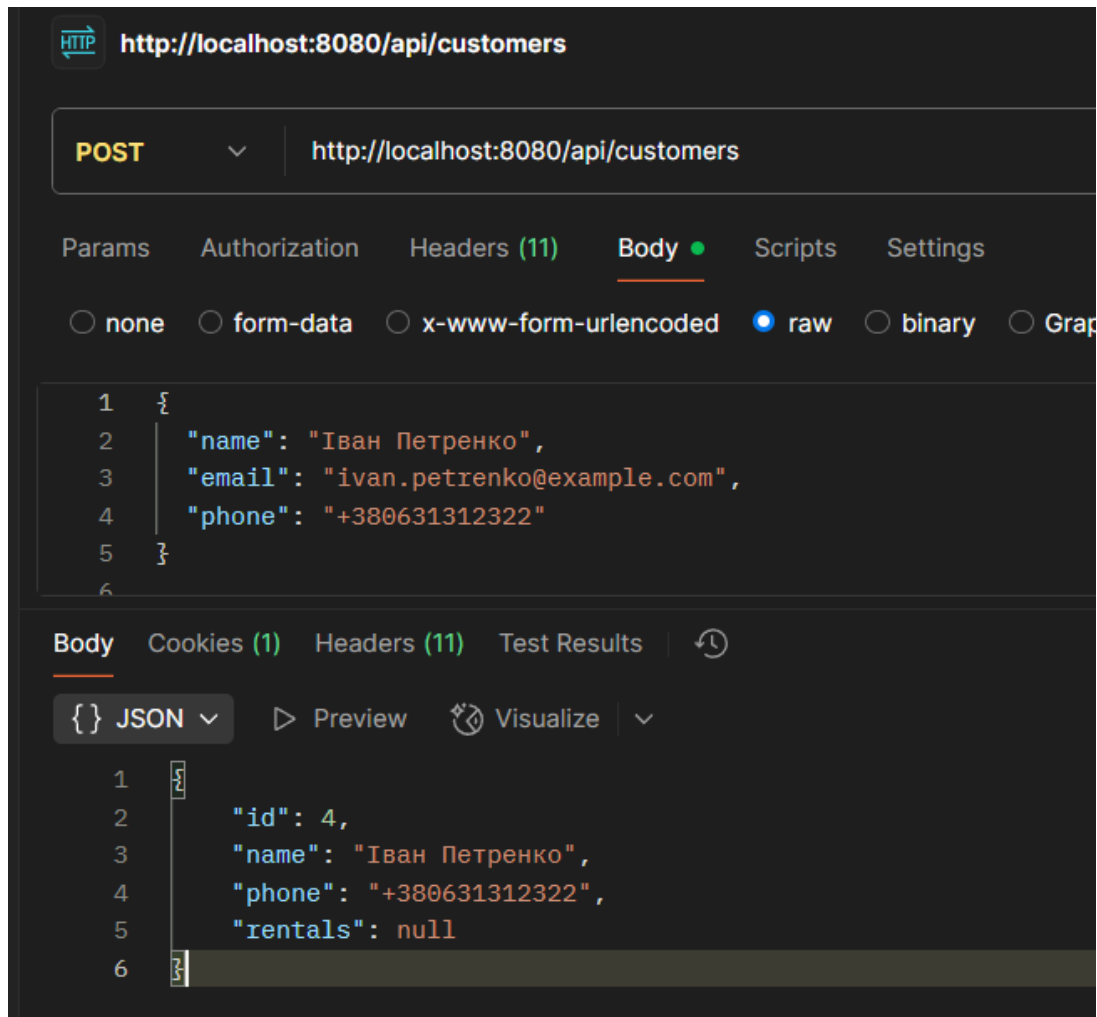 HTTP http://localhost:8080/api/customers
POST http://localhost:8080/api/customers
Params Authorization Headers (11) Body Scripts Settings
none form-data x-www-form-urlencoded raw binary Grap
1 {
2 "name": "Іван Петренко",
3 "email": "ivan.petrenko@example.com",
4 "phone": "+380631312322"
5 }
6
Body Cookies (1) Headers (11) Test Results
{} JSON Preview Visualize
1 {
2 "id": 4,
3 "name": "Іван Петренко",
4 "phone": "+380631312322",
5 "rentals": null
6 }